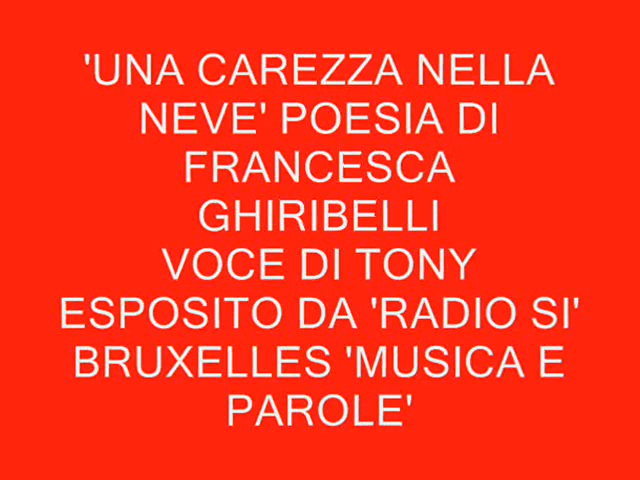 'UNA CAREZZA NELLA
NEVE' POESIA DI
FRANCESCA
GHIRIBELLI
VOCE DI TONY
ESPOSITO DA 'RADIO SI'
BRUXELLES 'MUSICA E
PAROLE'